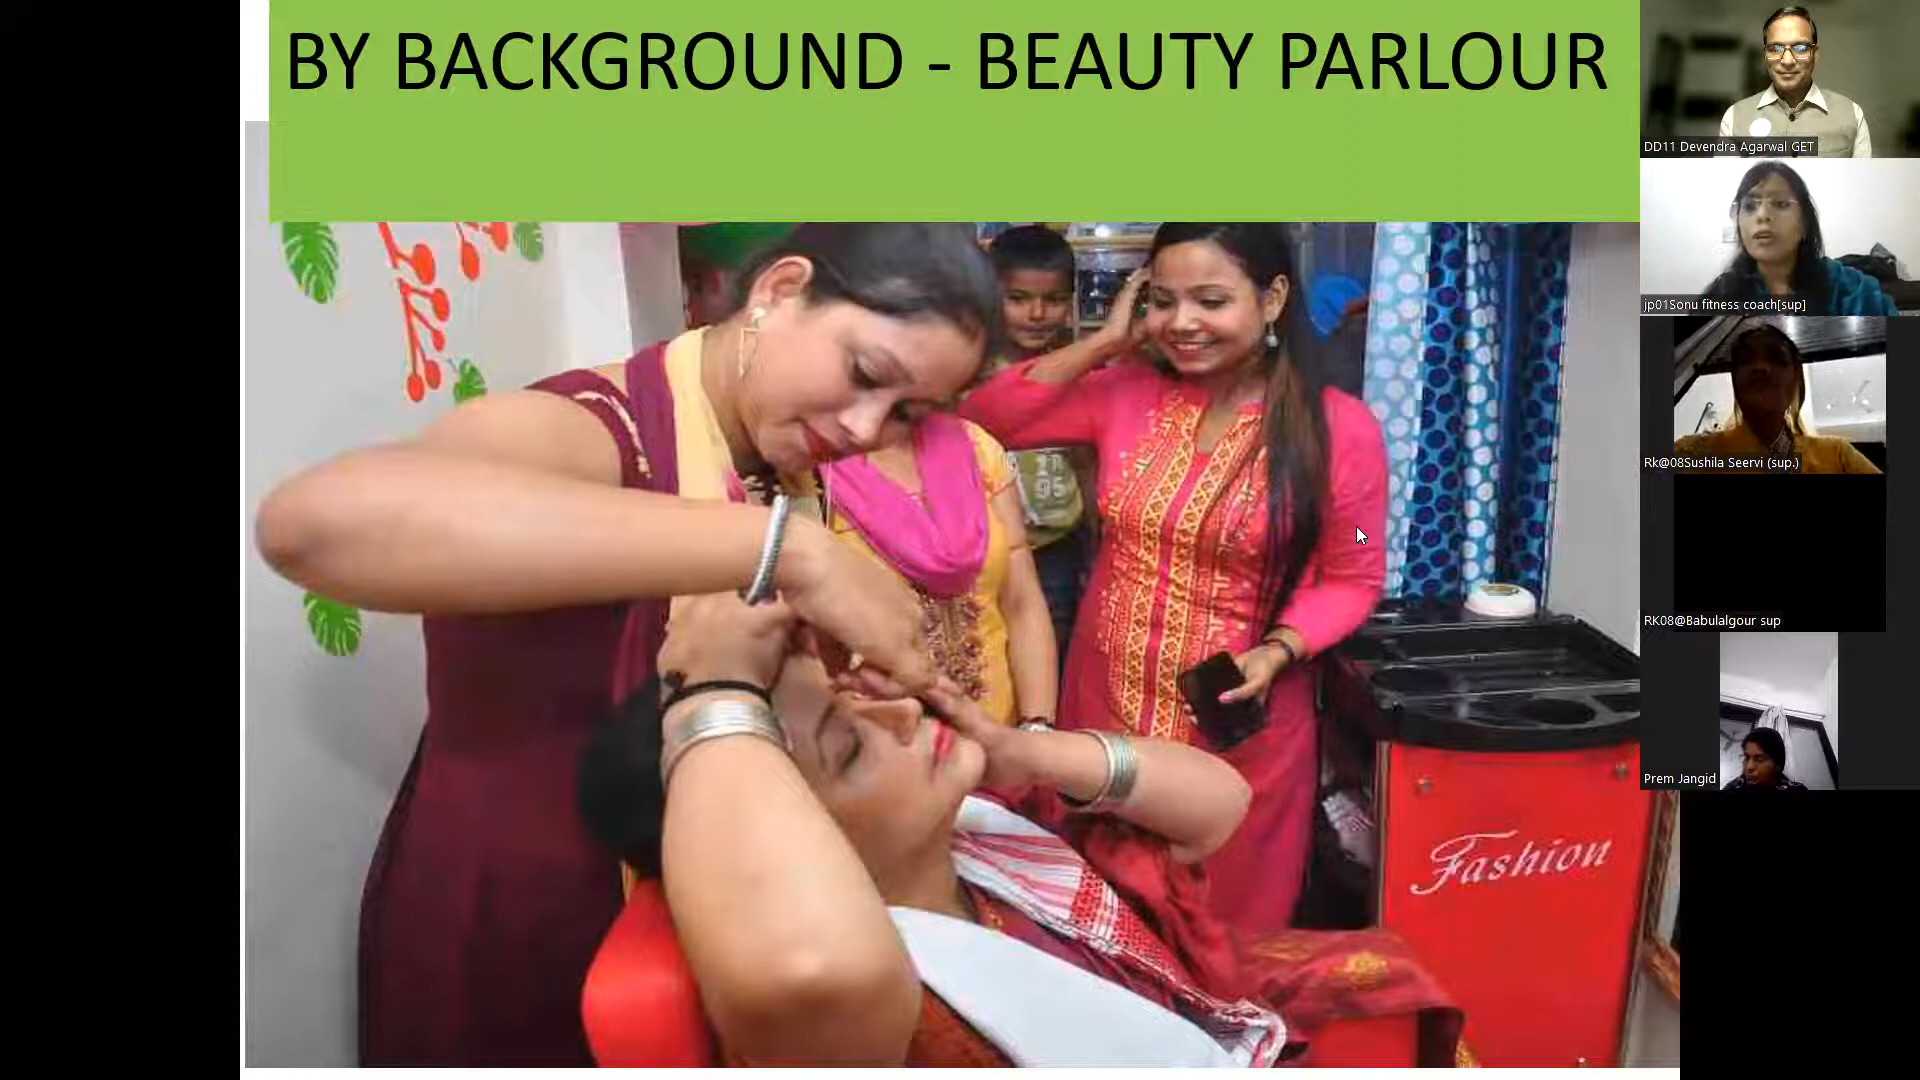 BY BACKGROUND - BEAUTY PARLOUR
DD11 Devendra Agarwal GET
jp01Sonu fitness coach[sup]
Rk@08Sushila Seervi (sup.)
RK08@Babulalgour sup
Prem Jangid
Fashion